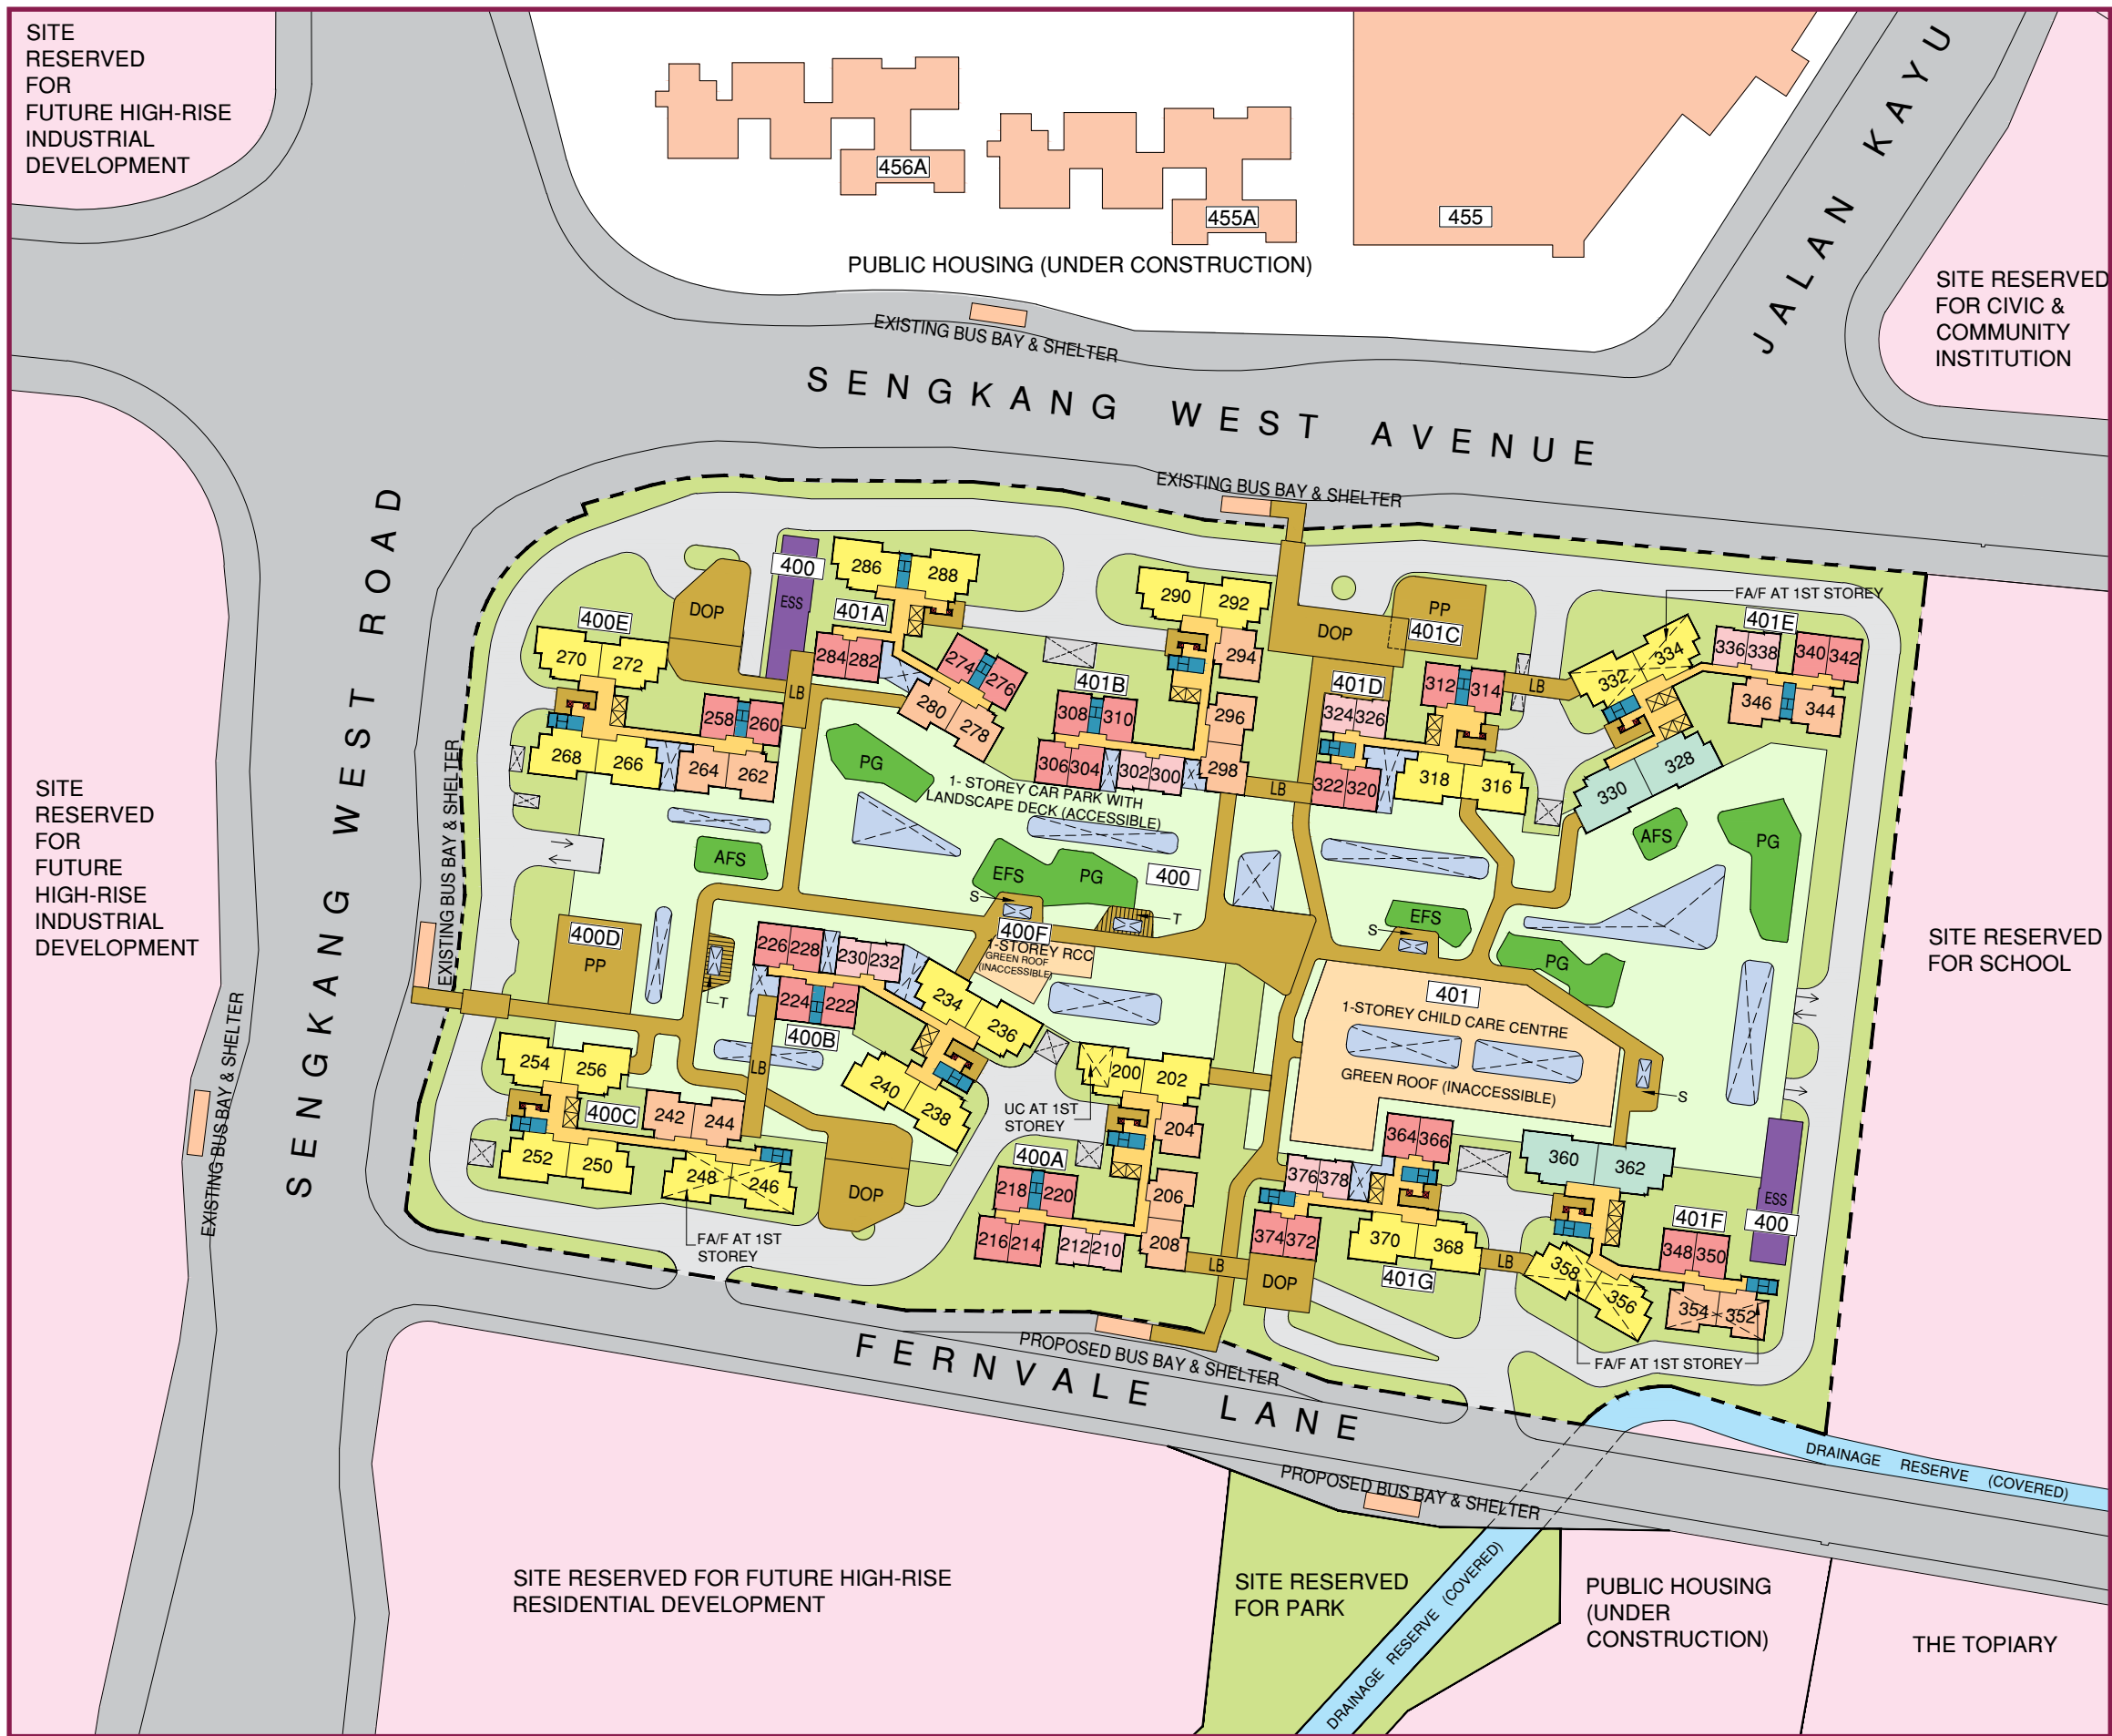 SITE
RESERVED
FOR
FUTURE HIGH-RISE
INDUSTRIAL
DEVELOPMENT
456A
455A
455
PUBLIC HOUSING (UNDER CONSTRUCTION)
JALAN KAYU
SITE RESERVED
FOR CIVIC &
COMMUNITY
INSTITUTION
EXISTING BUS BAY & SHELTER
SENGKANG WEST AVENUE
EXISTING BUS BAY & SHELTER
SENGKANG WEST ROAD
SITE
RESERVED
FOR
FUTURE
HIGH-RISE
INDUSTRIAL
DEVELOPMENT
EXISTING BUS BAY & SHELTER
EXISTING BUS BAY & SHELTER
400E
270 272
268 266
258 260
264 262
DOP
400
ESS
LB
286 288
401A
284 282
274 276
280 278
290 292
294
401B
308 310
306 304
302 300
296
298
LB
DOP
PP
401C
401D
312 314
324 326
322 320
318 316
LB
FA/F AT 1ST STOREY
401E
332 334
336 338
340 342
346 344
330 328
PG
1- STOREY CAR PARK WITH
LANDSCAPE DECK (ACCESSIBLE)
AFS
EFS PG
400
S
T
400F
1-STOREY RCC
GREEN ROOF
(INACCESSIBLE)
EFS
S
AFS
PG
PG
SITE RESERVED
FOR SCHOOL
400D
PP
T
226 228
230 232
224 222
400B
234 236
240 238
LB
401
1-STOREY CHILD CARE CENTRE
GREEN ROOF (INACCESSIBLE)
S
254 256
400C
242 244
252 250
248 246
FA/F AT 1ST
STOREY
DOP
UC AT 1ST
STOREY
200 202
204
400A
218 220
216 214
212 210
206
208
LB
DOP
364 366
376 378
374 372
370 368
401G
LB
360 362
358 356
401F
348 350
354 352
FA/F AT 1ST STOREY
ESS
400
PROPOSED BUS BAY & SHELTER
FERNVALE LANE
PROPOSED BUS BAY & SHELTER
DRAINAGE RESERVE (COVERED)
SITE RESERVED FOR FUTURE HIGH-RISE
RESIDENTIAL DEVELOPMENT
SITE RESERVED
FOR PARK
DRAINAGE RESERVE (COVERED)
PUBLIC HOUSING
(UNDER
CONSTRUCTION)
THE TOPIARY